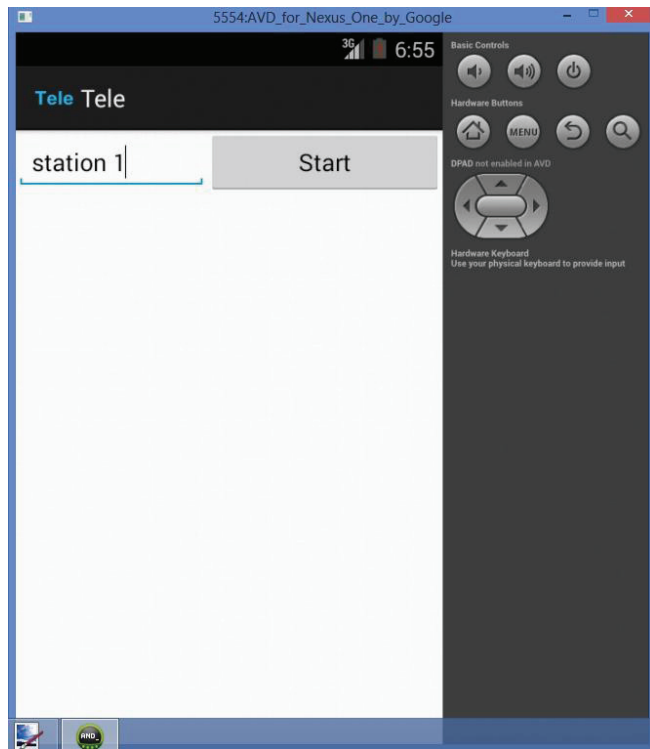 5554:AVD_for_Nexus_One_by_Google
3G 6:55
Tele Tele
station 1 Start
Basic Controls
Hardware Buttons
MENU
DPAD not enabled in AVD
Hardware Keyboard
Use your physical keyboard to provide input
AND_